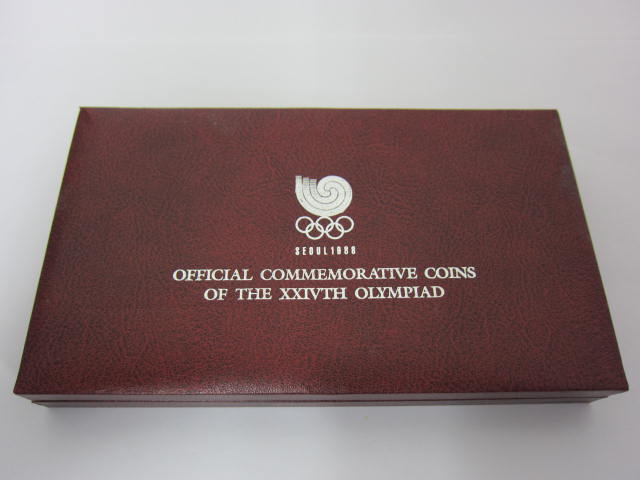 SEOUL 1988
OFFICIAL COMMEMORATIVE COINS
OF THE XXIVTH OLYMPIAD